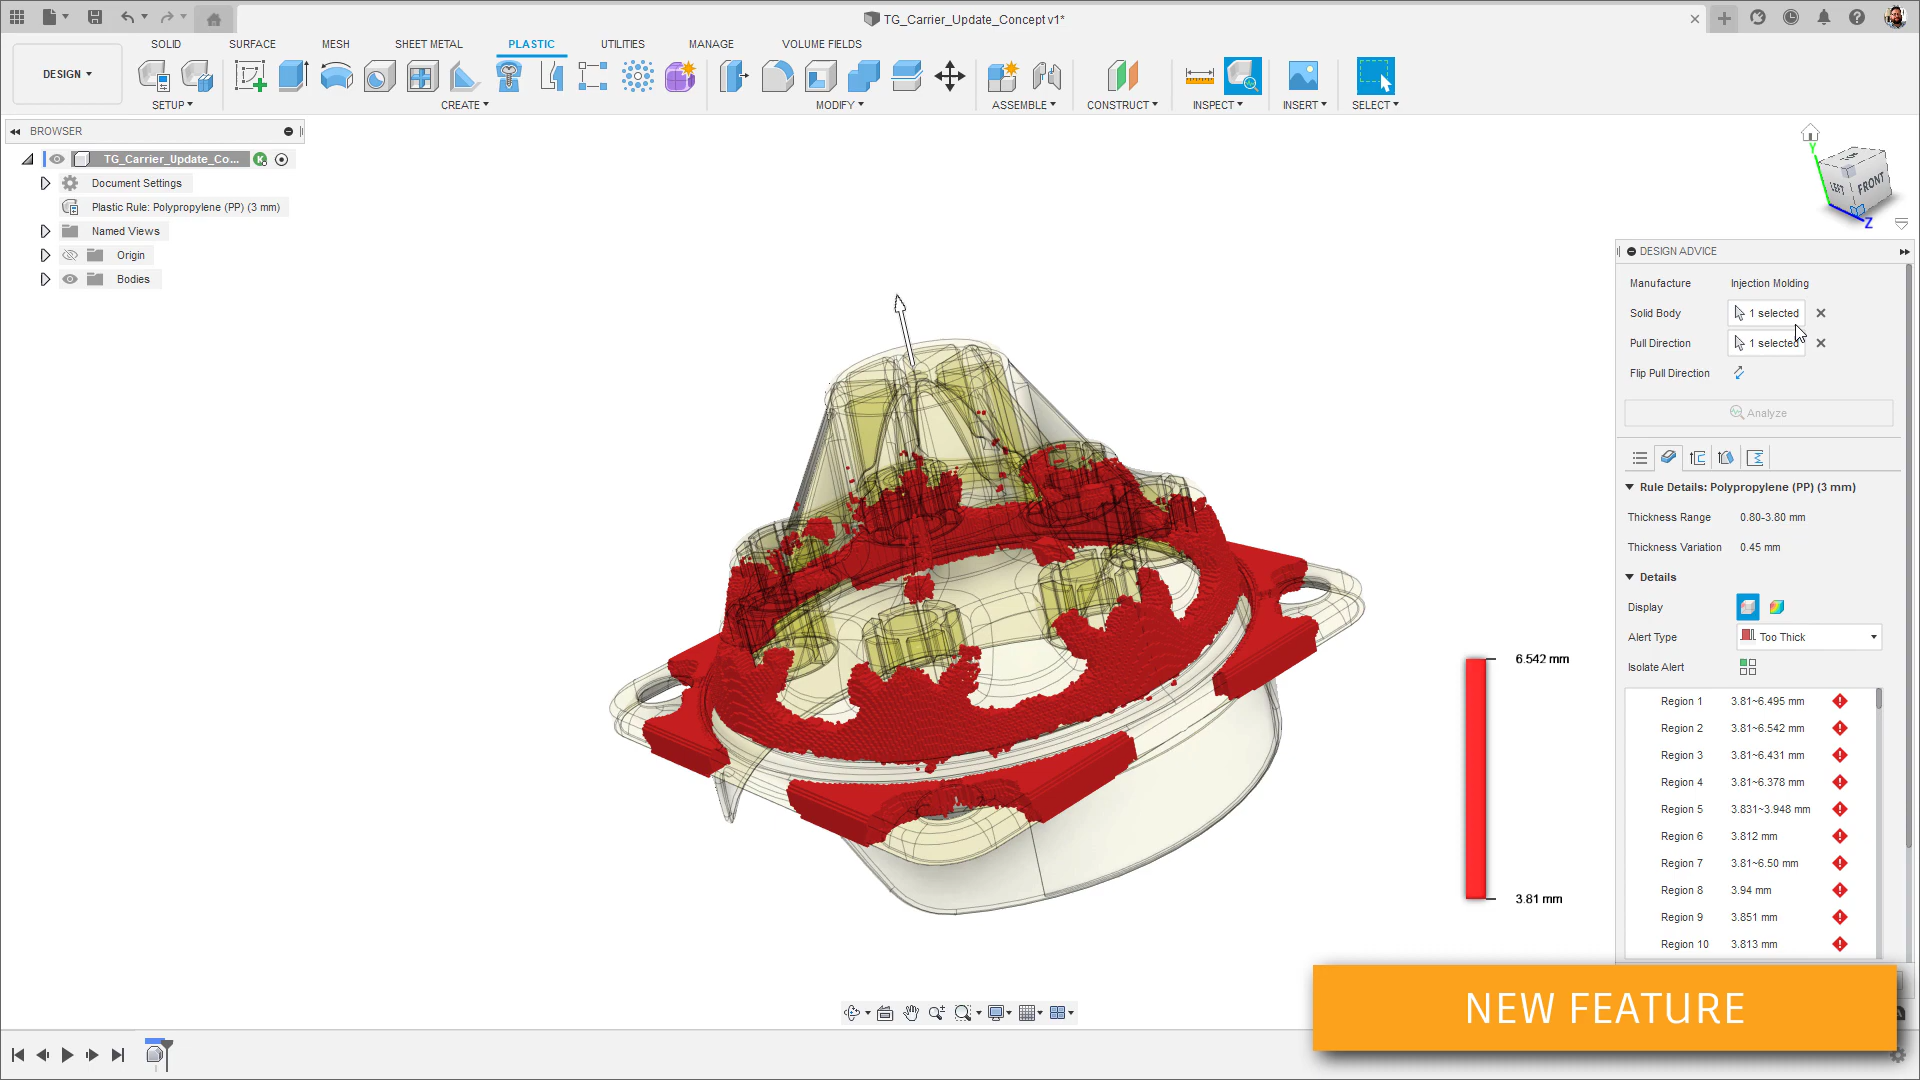 TG_Carrier_Update_Concept v1*
SOLID
SURFACE
MESH
SHEET METAL
PLASTIC
UTILITIES
MANAGE
VOLUME FIELDS
DESIGN
SETUP
CREATE
MODIFY
ASSEMBLE
CONSTRUCT
INSPECT
INSERT
SELECT
BROWSER
TG_Carrier_Update_Co...
Document Settings
Plastic Rule: Polypropylene (PP) (3 mm)
Named Views
Origin
Bodies
Y
LEFT
FRONT
Z
DESIGN ADVICE
Manufacture Injection Molding
Solid Body 1 selected
Pull Direction 1 selected
Flip Pull Direction
Analyze
Rule Details: Polypropylene (PP) (3 mm)
Thickness Range 0.80-3.80 mm
Thickness Variation 0.45 mm
Details
Display
Alert Type Too Thick
Isolate Alert
Region 1 3.81~6.495 mm
Region 2 3.81~6.542 mm
Region 3 3.81~6.431 mm
Region 4 3.81~6.378 mm
Region 5 3.831~3.948 mm
Region 6 3.812 mm
Region 7 3.81~6.50 mm
Region 8 3.94 mm
Region 9 3.851 mm
Region 10 3.813 mm
6.542 mm
3.81 mm
NEW FEATURE